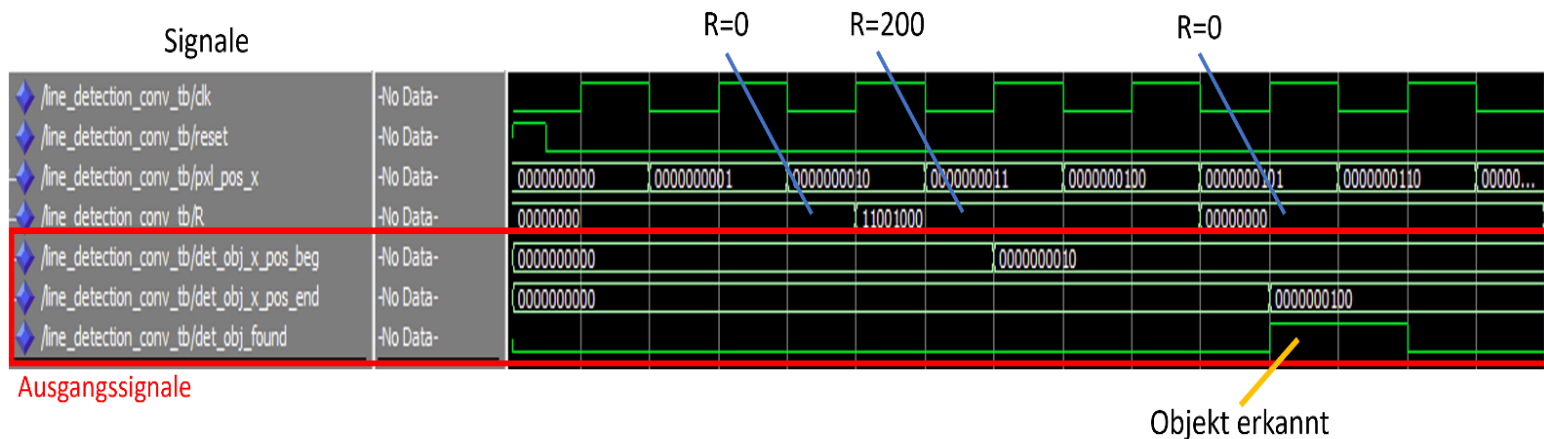 Signale
R=0
R=200
R=0
/line_detection_conv_tb/clk
-No Data-
/line_detection_conv_tb/reset
-No Data-
/line_detection_conv_tb/pxl_pos_x
-No Data-
0000000000
0000000001
0000000010
0000000011
0000000100
0000000101
0000000110
00000...
/line_detection_conv_tb/R
-No Data-
00000000
11001000
00000000
/line_detection_conv_tb/det_obj_x_pos_beg
-No Data-
0000000000
0000000010
/line_detection_conv_tb/det_obj_x_pos_end
-No Data-
0000000000
0000000100
/line_detection_conv_tb/det_obj_found
-No Data-
Ausgangssignale
Objekt erkannt